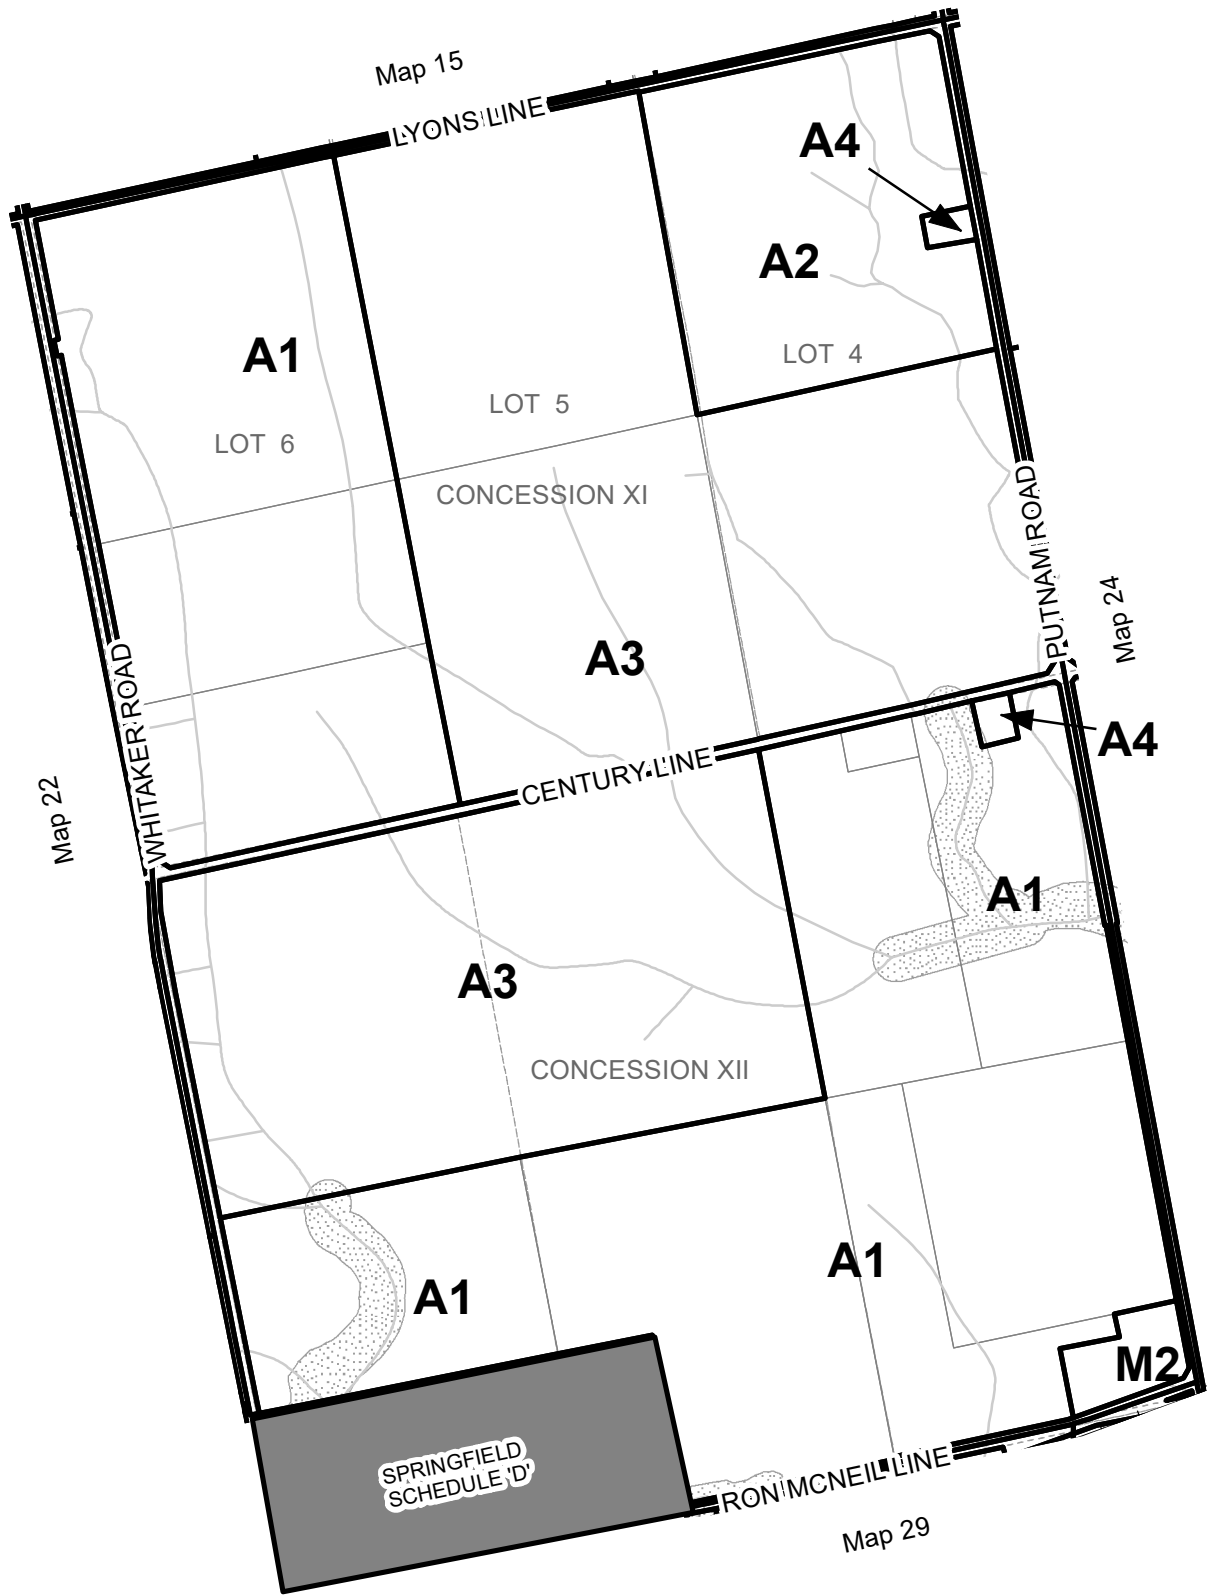 Map 15
LYONS LINE
A4
A2
A1
LOT 4
LOT 5
LOT 6
CONCESSION XI
PUTNAM ROAD
Map 24
A3
WHITAKER ROAD
A4
CENTURY LINE
Map 22
A1
A3
CONCESSION XII
A1
A1
M2
SPRINGFIELD
SCHEDULE 'D'
RON MCNEIL LINE
Map 29